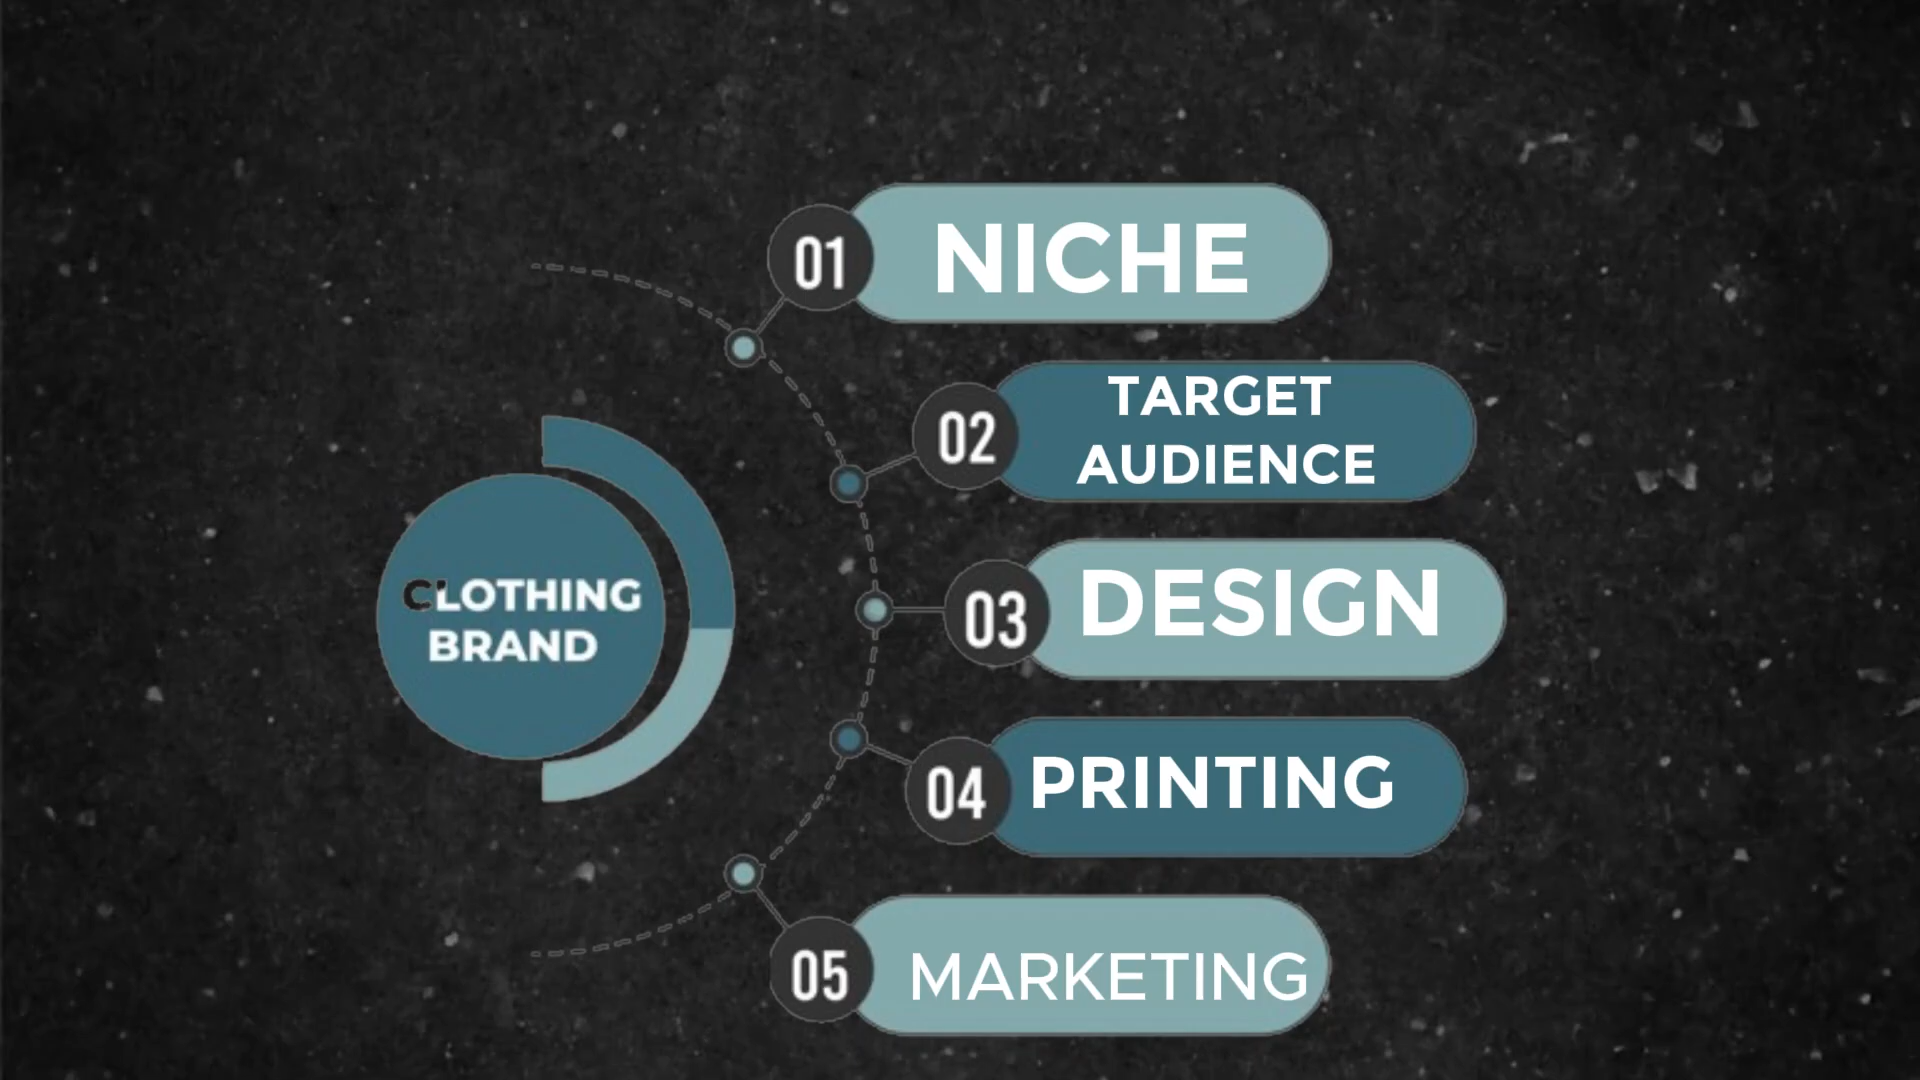 CLOTHING
BRAND
01
NICHE
02
TARGET
AUDIENCE
03
DESIGN
04
PRINTING
05
MARKETING